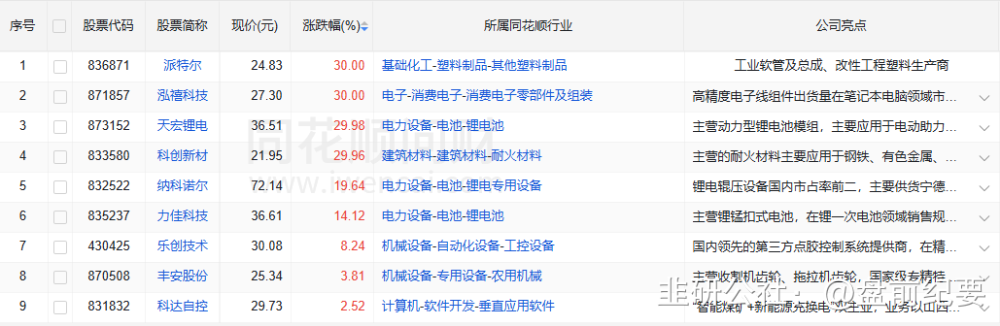 序号 股票代码 股票简称 现价(元) 涨跌幅(%) 所属同花顺行业 公司亮点
1 836871 派特尔 24.83 30.00 基础化工-塑料制品-其他塑料制品 工业软管及总成、改性工程塑料生产商
2 871857 泓禧科技 27.30 30.00 电子-消费电子-消费电子零部件及组装 高精度电子线组件出货量在笔记本电脑领域市...
3 873152 天宏锂电 36.51 29.98 电力设备-电池-锂电池 主营动力型锂电池模组，主要应用于电动助力...
4 833580 科创新材 21.95 29.96 建筑材料-建筑材料-耐火材料 主营的耐火材料主要应用于钢铁、有色金属、...
5 832522 纳科诺尔 72.14 19.64 电力设备-电池-锂电专用设备 锂电辊压设备国内市占率前二，主要供货宁德...
6 835237 力佳科技 36.61 14.12 电力设备-电池-锂电池 主营锂锰扣式电池，在锂一次电池领域销售规...
7 430425 乐创技术 30.08 8.24 机械设备-自动化设备-工控设备 国内领先的第三方点胶控制系统提供商，在精...
8 870508 丰安股份 25.34 3.81 机械设备-专用设备-农用机械 主营收割机齿轮、拖拉机齿轮，国家级专精特...
9 831832 科达自控 29.73 2.52 计算机-软件开发-垂直应用软件 "智能煤矿+新能源充换电"双主业，业务以山西...
同花顺问财
www.iwencai.com
韭研公社：@盘前纪要